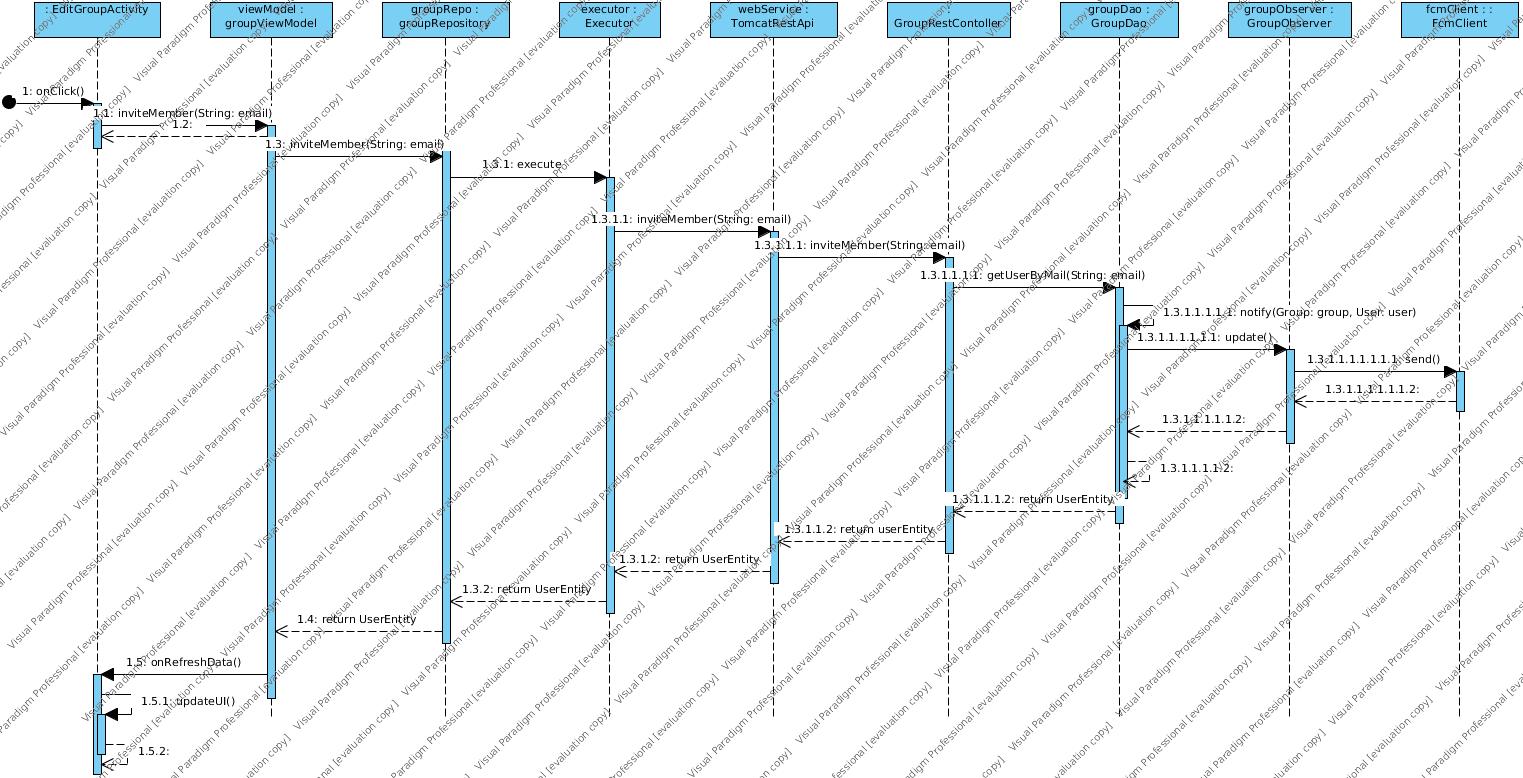 : EditGroupActivity
viewModel :
groupViewModel
groupRepo :
groupRepository
executor :
Executor
webService :
TomcatRestApi
GroupRestContoller
groupDao :
GroupDao
groupObserver :
GroupObserver
fcmClient : :
FcmClient
1: onClick()
1.1: inviteMember(String: email)
1.2:
1.3: inviteMember(String: email)
1.3.1: execute
1.3.1.1: inviteMember(String: email)
1.3.1.1.1: inviteMember(String: email)
1.3.1.1.1.1: getUserByMail(String: email)
1.3.1.1.1.1.1: notify(Group: group, User: user)
1.3.1.1.1.1.1.1: update()
1.3.1.1.1.1.1.1.1: send()
1.3.1.1.1.1.1.1.2:
1.3.1.1.1.1.1.2:
1.3.1.1.1.1.2:
1.3.1.1.1.2: return UserEntity
1.3.1.1.2: return userEntity
1.3.1.2: return UserEntity
1.3.2: return UserEntity
1.4: return UserEntity
1.5: onRefreshData()
1.5.1: updateUI()
1.5.2:
Visual Paradigm Professional [evaluation copy]